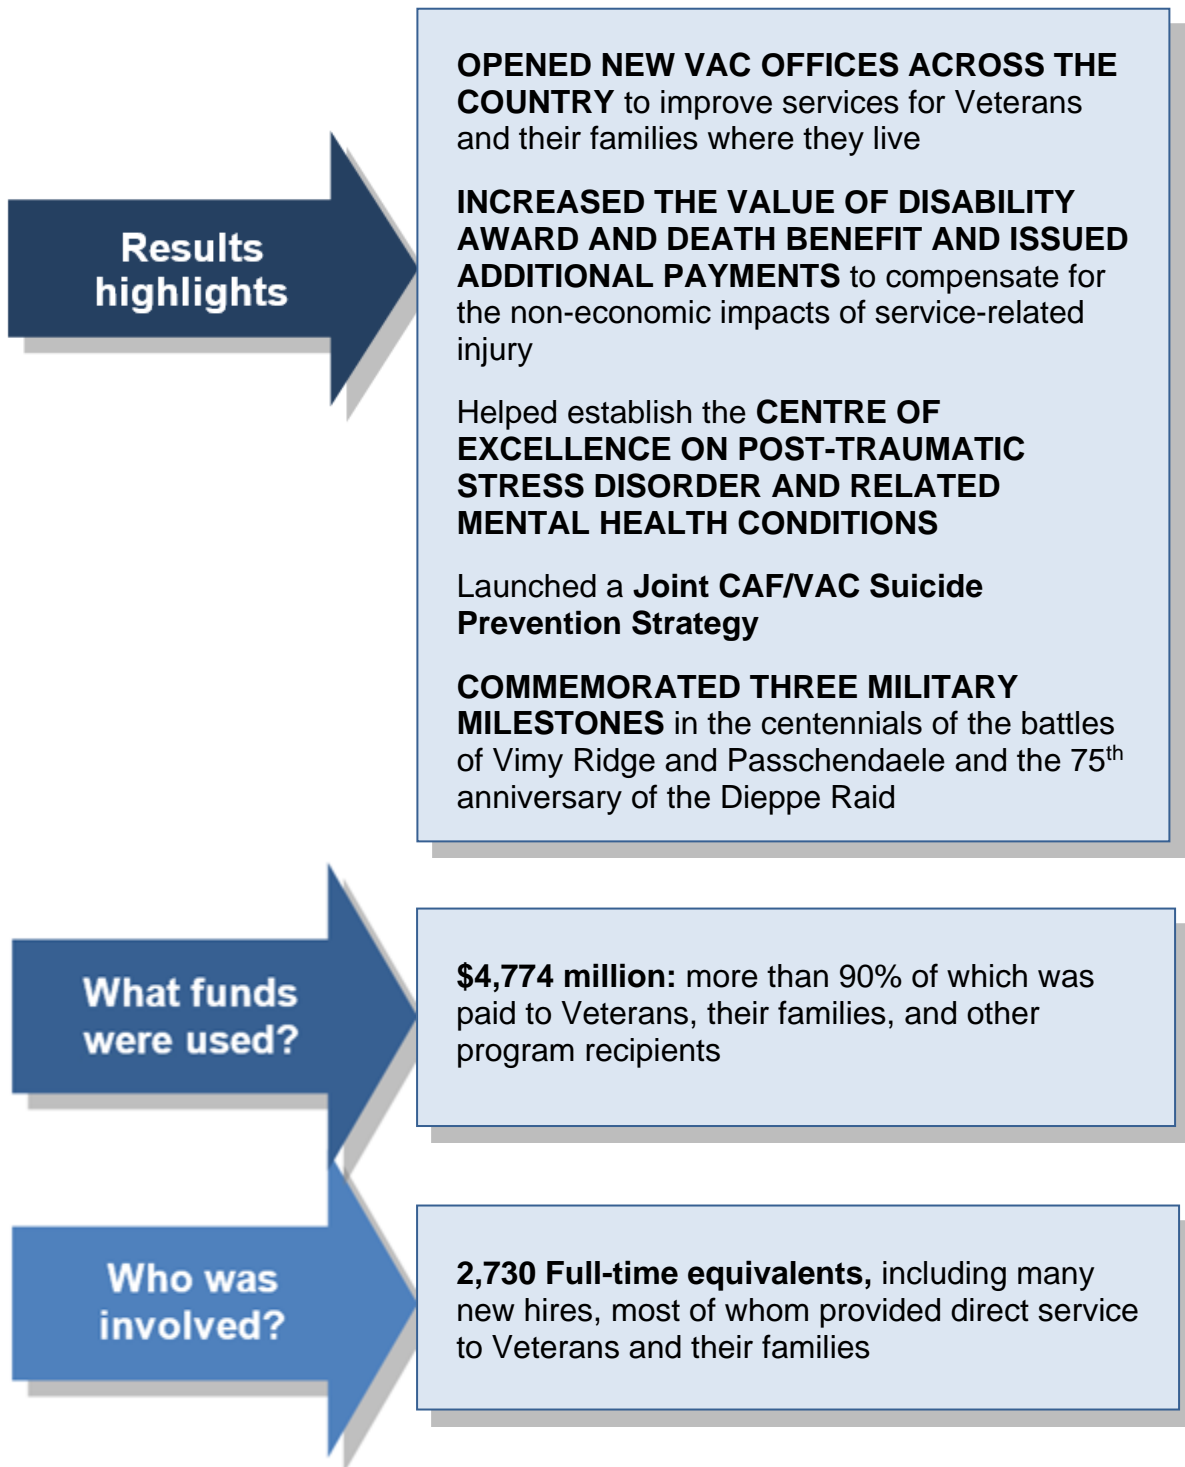 Results
highlights
OPENED NEW VAC OFFICES ACROSS THE
COUNTRY to improve services for Veterans
and their families where they live
INCREASED THE VALUE OF DISABILITY
AWARD AND DEATH BENEFIT AND ISSUED
ADDITIONAL PAYMENTS to compensate for
the non-economic impacts of service-related
injury
Helped establish the CENTRE OF
EXCELLENCE ON POST-TRAUMATIC
STRESS DISORDER AND RELATED
MENTAL HEALTH CONDITIONS
Launched a Joint CAF/VAC Suicide
Prevention Strategy
COMMEMORATED THREE MILITARY
MILESTONES in the centennials of the battles
of Vimy Ridge and Passchendaele and the 75th
anniversary of the Dieppe Raid
What funds
were used?
$4,774 million: more than 90% of which was
paid to Veterans, their families, and other
program recipients
Who was
involved?
2,730 Full-time equivalents, including many
new hires, most of whom provided direct service
to Veterans and their families